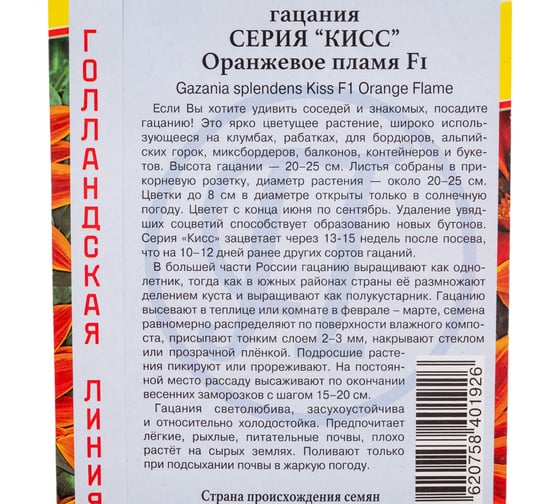 гацания
СЕРИЯ "КИСС"
Оранжевое пламя F1
Gazania splendens Kiss F1 Orange Flame
Если Вы хотите удивить соседей и знакомых, посадите
гацанию! Это ярко цветущее растение, широко исполь-
зующееся на клумбах, рабатках, для бордюров, альпий-
ских горок, миксбордеров, балконов, контейнеров и буке-
тов. Высота гацании — 20–25 см. Листья собраны в при-
корневую розетку, диаметр растения — около 20–25 см.
Цветки до 8 см в диаметре открыты только в солнечную
погоду. Цветет с конца июня по сентябрь. Удаление увяд-
ших соцветий способствует образованию новых бутонов.
Серия «Кисс» зацветает через 13-15 недель после посева,
что на 10–12 дней ранее других сортов гацаний.
В большей части России гацанию выращивают как одно-
летник, тогда как в южных районах страны её размножают
делением куста и выращивают как полукустарник. Гацанию
высевают в теплице или комнате в феврале – марте, семена
равномерно распределяют по поверхности влажного компо-
ста, присыпают тонким слоем 2–3 мм, накрывают стеклом
или прозрачной плёнкой. Подросшие расте-
ния пикируют или прореживают. На постоян-
ной место рассаду высаживают по окончании
весенних заморозков с шагом 15–20 см.
Гацания светолюбива, засухоустойчива
и относительно холодостойка. Предпочитает
лёгкие, рыхлые, питательные почвы, плохо
растёт на сырых землях. Поливают только
при подсыхании почвы в жаркую погоду.
Страна происхождения семян
ГОЛЛАНДСКАЯ ЛИНИЯ
620758 401926